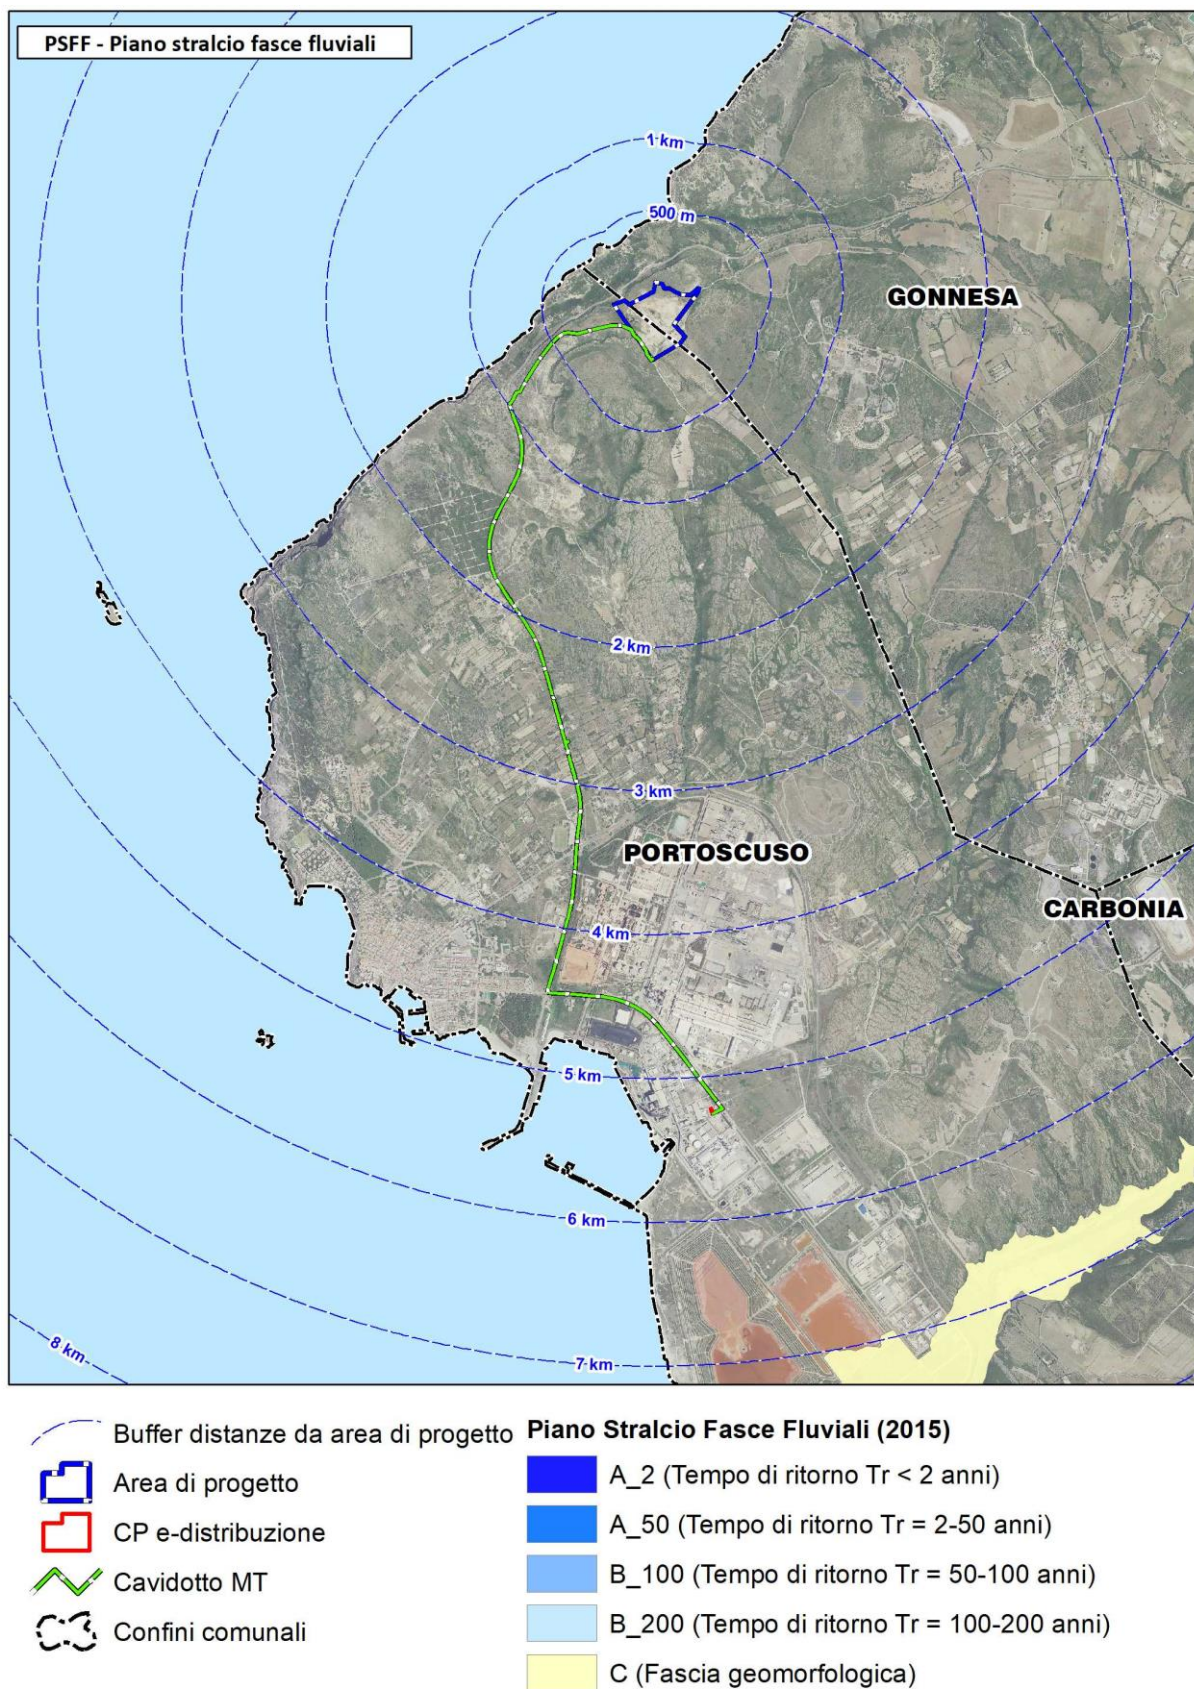 PSFF - Piano stralcio fasce fluviali
1 km
500 m
GONNESA
2 km
3 km
PORTOSCUSO
CARBONIA
4 km
5 km
6 km
8 km
7 km
Buffer distanze da area di progetto
Area di progetto
CP e-distribuzione
Cavidotto MT
Confini comunali
Piano Stralcio Fasce Fluviali (2015)
A_2 (Tempo di ritorno Tr < 2 anni)
A_50 (Tempo di ritorno Tr = 2-50 anni)
B_100 (Tempo di ritorno Tr = 50-100 anni)
B_200 (Tempo di ritorno Tr = 100-200 anni)
C (Fascia geomorfologica)